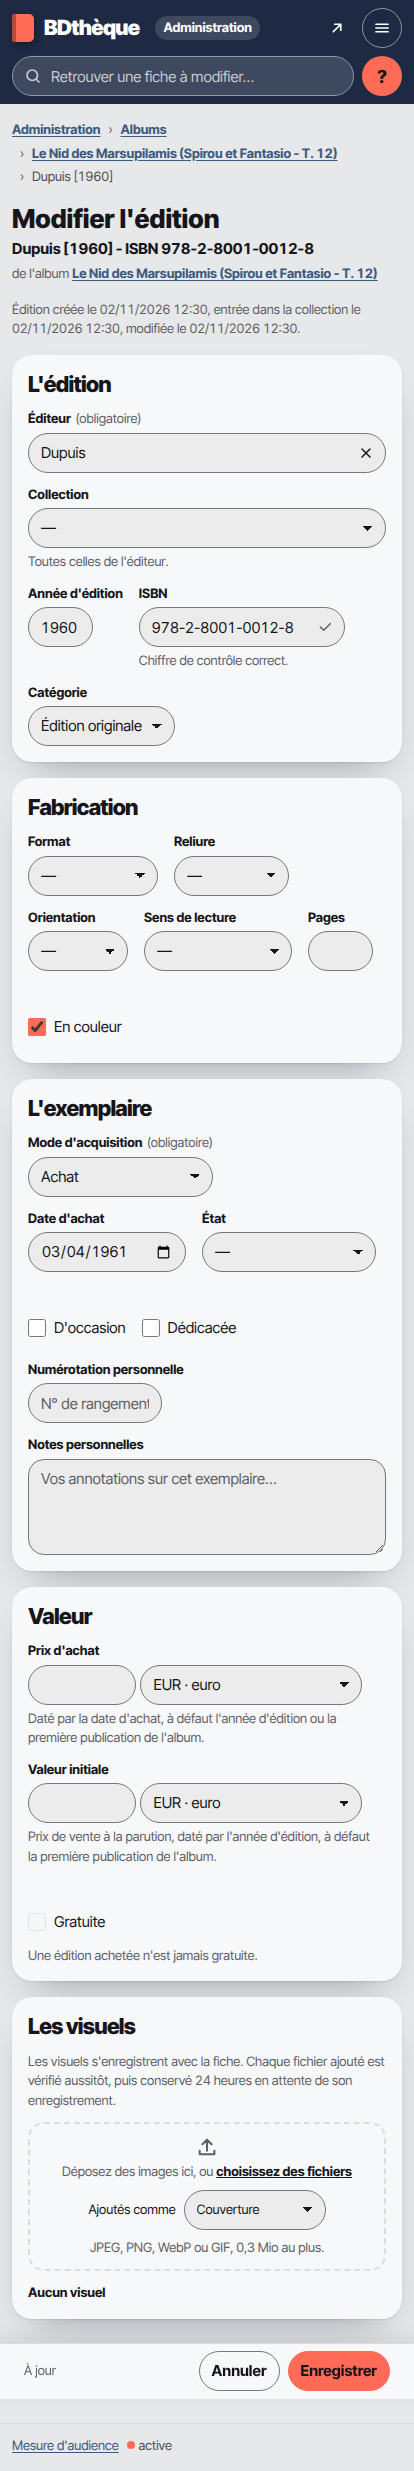 BDthèque Administration
Retrouver une fiche à modifier... ?
Administration › Albums
› Le Nid des Marsupilamis (Spirou et Fantasio - T. 12)
› Dupuis [1960]
Modifier l'édition
Dupuis [1960] - ISBN 978-2-8001-0012-8
de l'album Le Nid des Marsupilamis (Spirou et Fantasio - T. 12)
Édition créée le 02/11/2026 12:30, entrée dans la collection le
02/11/2026 12:30, modifiée le 02/11/2026 12:30.
L'édition
Éditeur (obligatoire)
Dupuis
Collection
—
Toutes celles de l'éditeur.
Année d'édition ISBN
1960 978-2-8001-0012-8
Chiffre de contrôle correct.
Catégorie
Édition originale
Fabrication
Format Reliure
— —
Orientation Sens de lecture Pages
— —
En couleur
L'exemplaire
Mode d'acquisition (obligatoire)
Achat
Date d'achat État
03/04/1961 —
D'occasion Dédicacée
Numérotation personnelle
N° de rangement
Notes personnelles
Vos annotations sur cet exemplaire...
Valeur
Prix d'achat
EUR · euro
Daté par la date d'achat, à défaut l'année d'édition ou la
première publication de l'album.
Valeur initiale
EUR · euro
Prix de vente à la parution, daté par l'année d'édition, à défaut
la première publication de l'album.
Gratuite
Une édition achetée n'est jamais gratuite.
Les visuels
Les visuels s'enregistrent avec la fiche. Chaque fichier ajouté est
vérifié aussitôt, puis conservé 24 heures en attente de son
enregistrement.
Déposez des images ici, ou choisissez des fichiers
Ajoutés comme Couverture
JPEG, PNG, WebP ou GIF, 0,3 Mio au plus.
Aucun visuel
À jour Annuler Enregistrer
Mesure d'audience active